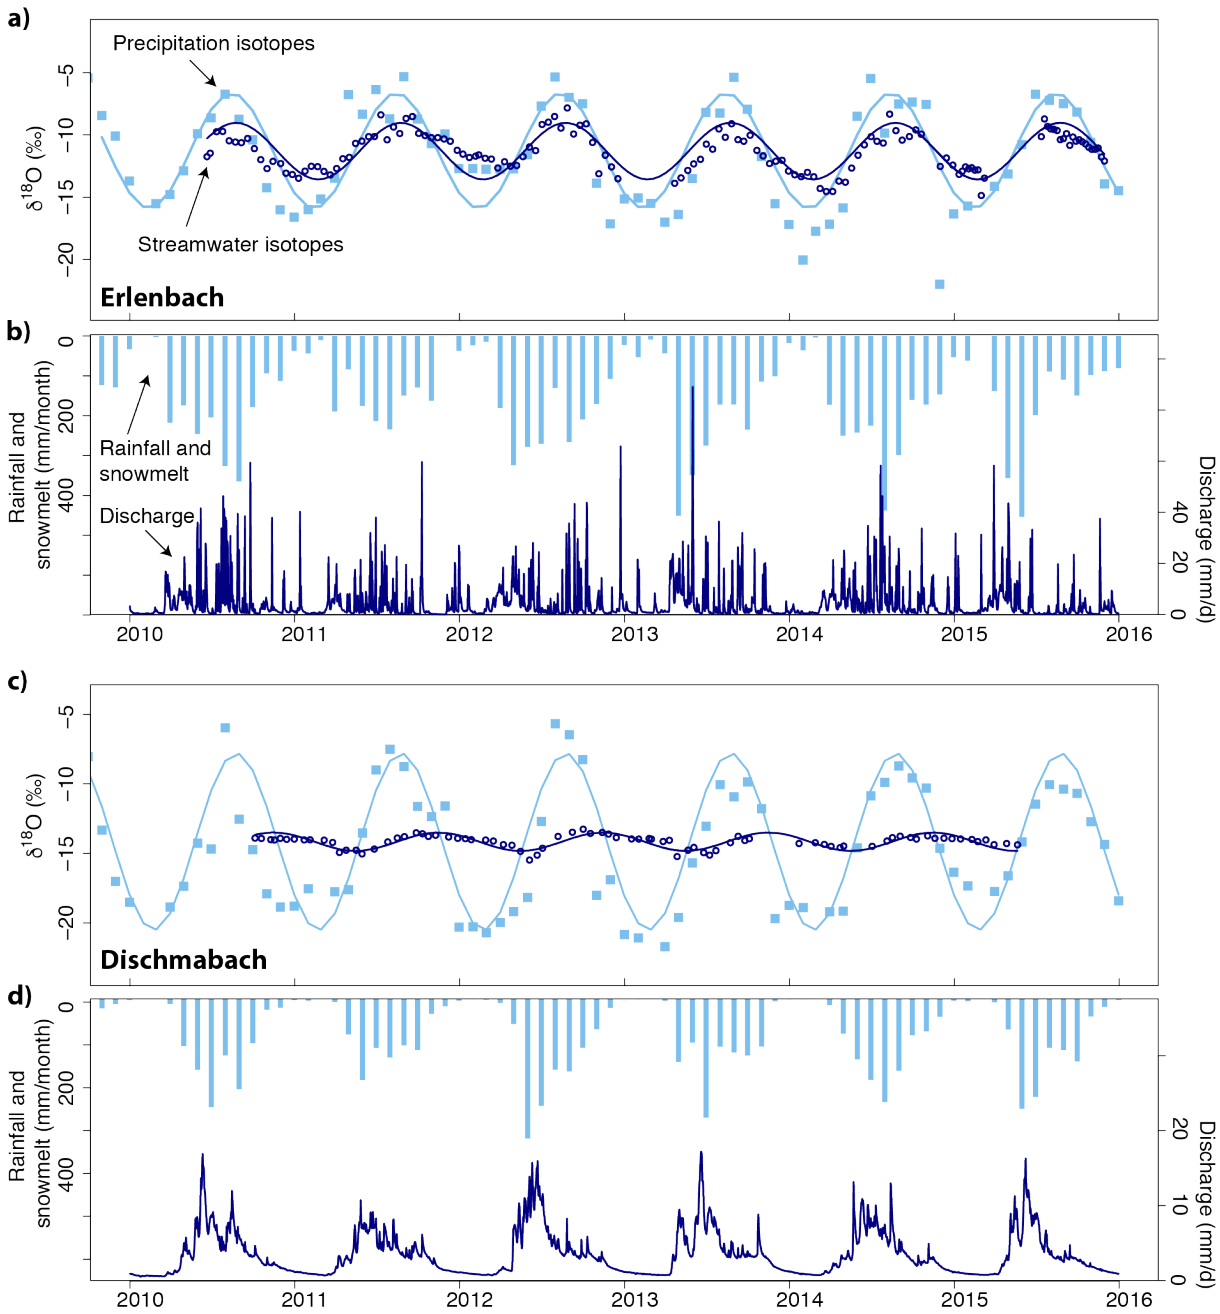 a)
Precipitation isotopes
−5
−10
−15
−20
δ18O (‰)
Streamwater isotopes
Erlenbach
b)
0
200
400
Rainfall and
snowmelt (mm/month)
Rainfall and
snowmelt
Discharge
0
20
40
Discharge (mm/d)
2010 2011 2012 2013 2014 2015 2016
c)
−5
−10
−15
−20
δ18O (‰)
Dischmabach
d)
0
200
400
Rainfall and
snowmelt (mm/month)
20
10
0
Discharge (mm/d)
2010 2011 2012 2013 2014 2015 2016